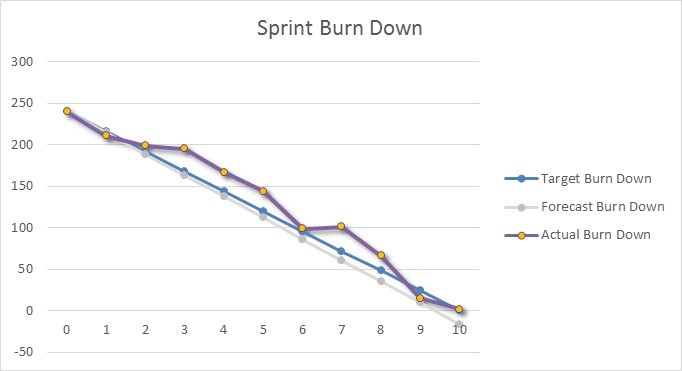 Sprint Burn Down
300
250
200
150
100
50
0
-50
0 1 2 3 4 5 6 7 8 9 10
Target Burn Down
Forecast Burn Down
Actual Burn Down